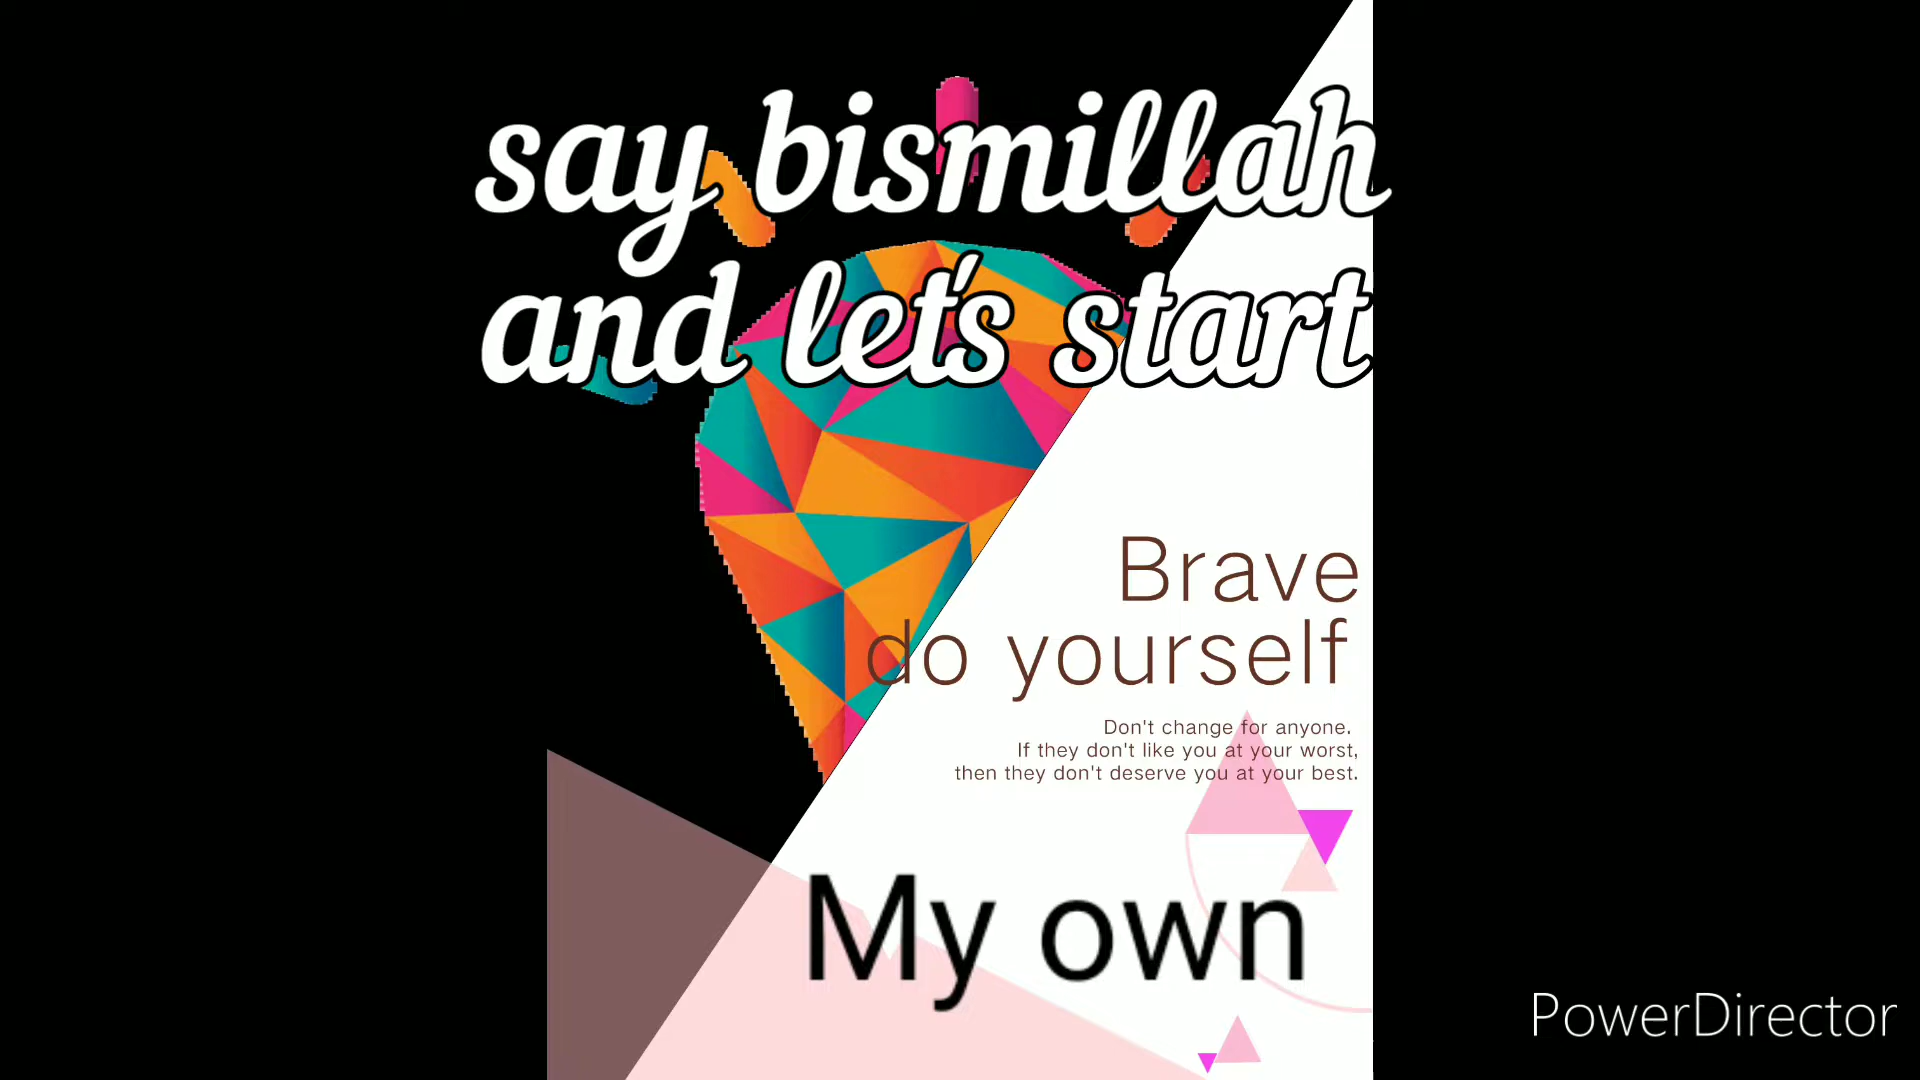 say bismillah
and let's start
Brave
do yourself
Don't change for anyone.
If they don't like you at your worst,
then they don't deserve you at your best.
My own
PowerDirector